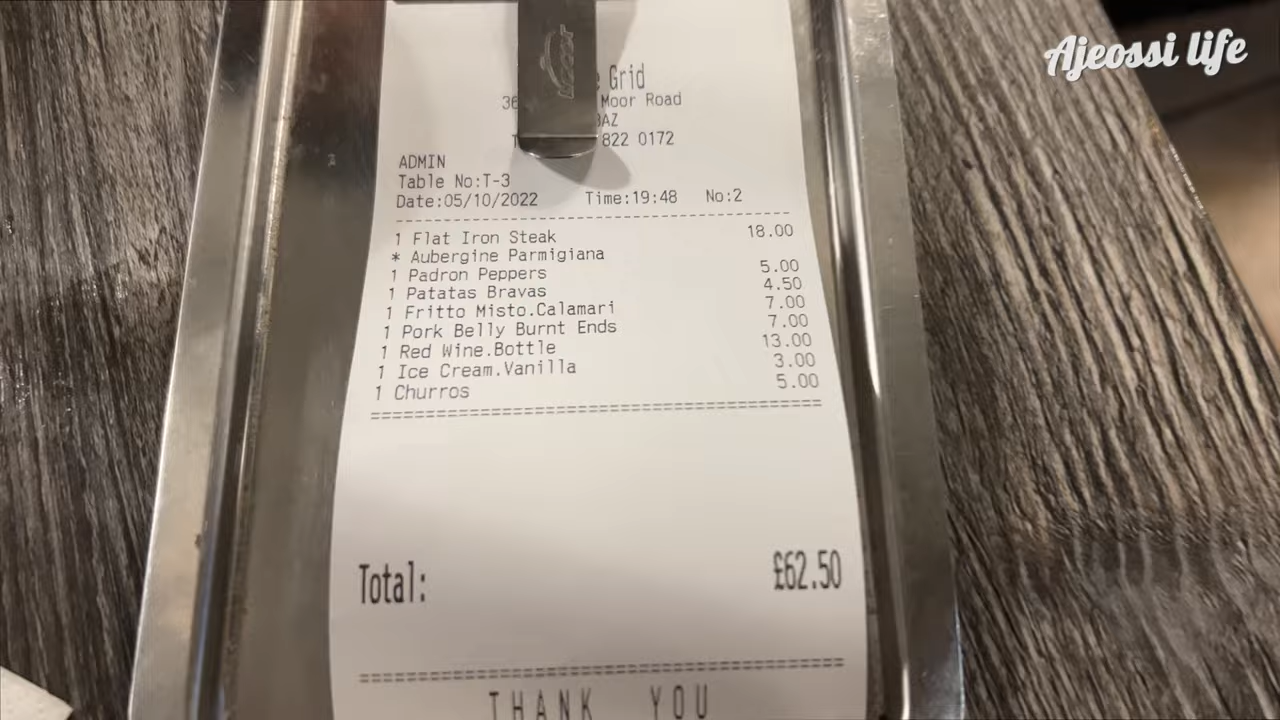 Ajeossi life
Grid
36 Moor Road
BAZ
T 822 0172
ADMIN
Table No:T-3
Date:05/10/2022 Time:19:48 No:2
1 Flat Iron Steak 18.00
* Aubergine Parmigiana
1 Padron Peppers 5.00
1 Patatas Bravas 4.50
1 Fritto Misto.Calamari 7.00
1 Pork Belly Burnt Ends 7.00
1 Red Wine.Bottle 13.00
1 Ice Cream.Vanilla 3.00
1 Churros 5.00
Total: £62.50
THANK YOU